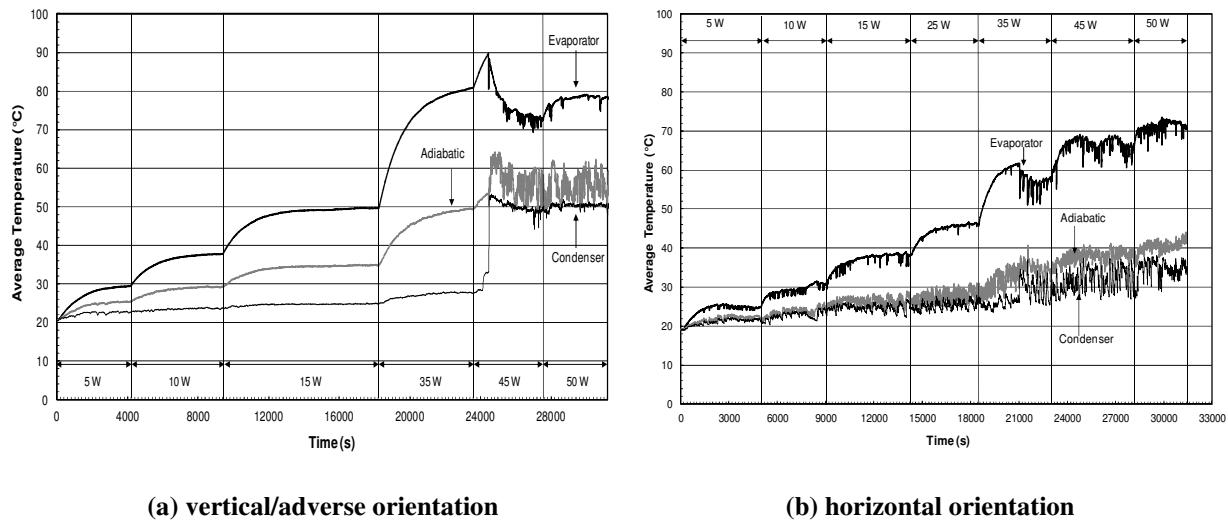 100
90
80
70
60
50
40
30
20
10
0
Average Temperature (°C)
Evaporator
Adiabatic
Condenser
5 W 10 W 15 W 35 W 45 W 50 W
0 4000 8000 12000 16000 20000 24000 28000
Time (s)
(a) vertical/adverse orientation
100
90
80
70
60
50
40
30
20
10
0
Average Temperature (°C)
5 W 10 W 15 W 25 W 35 W 45 W 50 W
Evaporator
Adiabatic
Condenser
0 3000 6000 9000 12000 15000 18000 21000 24000 27000 30000 33000
Time (s)
(b) horizontal orientation